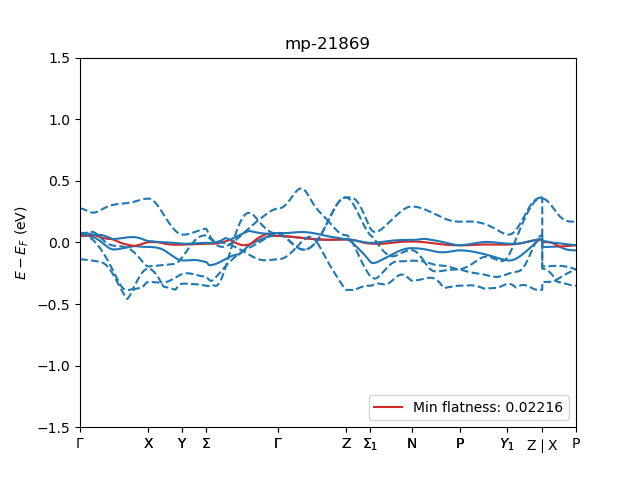 mp-21869
E − E_F (eV)
1.5
1.0
0.5
0.0
−0.5
−1.0
−1.5
Min flatness: 0.02216
Γ X Y Σ Γ Z Σ₁ N P Y₁ Z | X P